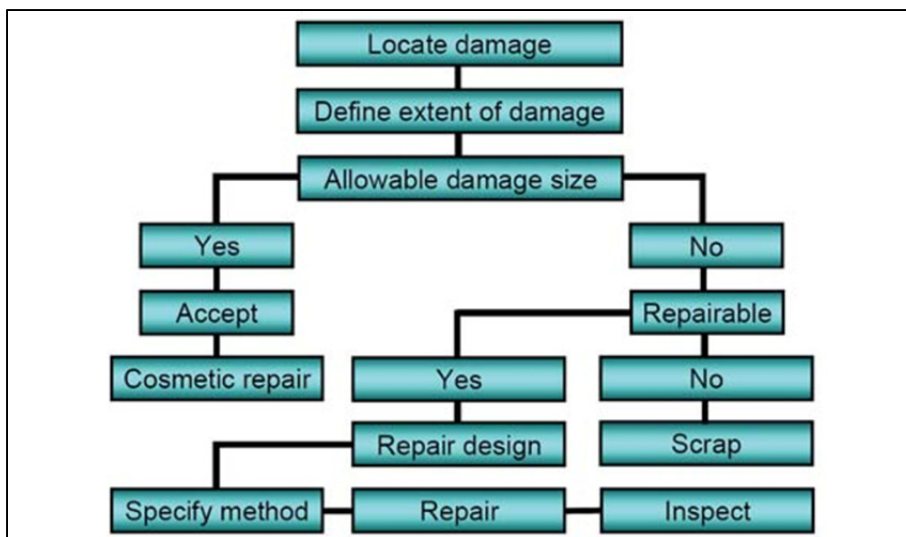 Locate damage
Define extent of damage
Allowable damage size
Yes
No
Accept
Repairable
Cosmetic repair
Yes
No
Repair design
Scrap
Specify method
Repair
Inspect